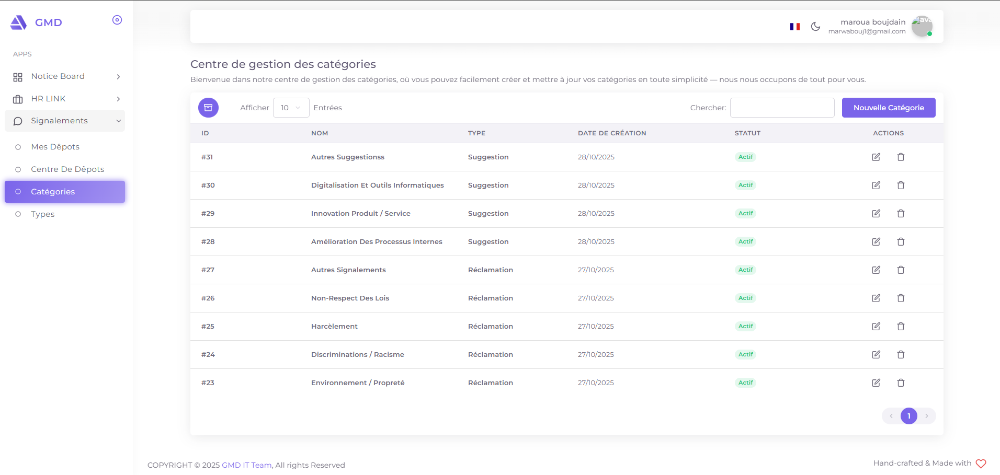 GMD
APPS
Notice Board
HR LINK
Signalements
Mes Dêpots
Centre De Dêpots
Catégories
Types
maroua boujdain
marwabouj1@gmail.com
Centre de gestion des catégories
Bienvenue dans notre centre de gestion des catégories, où vous pouvez facilement créer et mettre à jour vos catégories en toute simplicité — nous nous occupons de tout pour vous.
Afficher 10 Entrées Chercher: Nouvelle Catégorie
ID NOM TYPE DATE DE CRÉATION STATUT ACTIONS
#31 Autres Suggestionss Suggestion 28/10/2025 Actif
#30 Digitalisation Et Outils Informatiques Suggestion 28/10/2025 Actif
#29 Innovation Produit / Service Suggestion 28/10/2025 Actif
#28 Amélioration Des Processus Internes Suggestion 28/10/2025 Actif
#27 Autres Signalements Réclamation 27/10/2025 Actif
#26 Non-Respect Des Lois Réclamation 27/10/2025 Actif
#25 Harcèlement Réclamation 27/10/2025 Actif
#24 Discriminations / Racisme Réclamation 27/10/2025 Actif
#23 Environnement / Propreté Réclamation 27/10/2025 Actif
1
COPYRIGHT © 2025 GMD IT Team, All rights Reserved
Hand-crafted & Made with